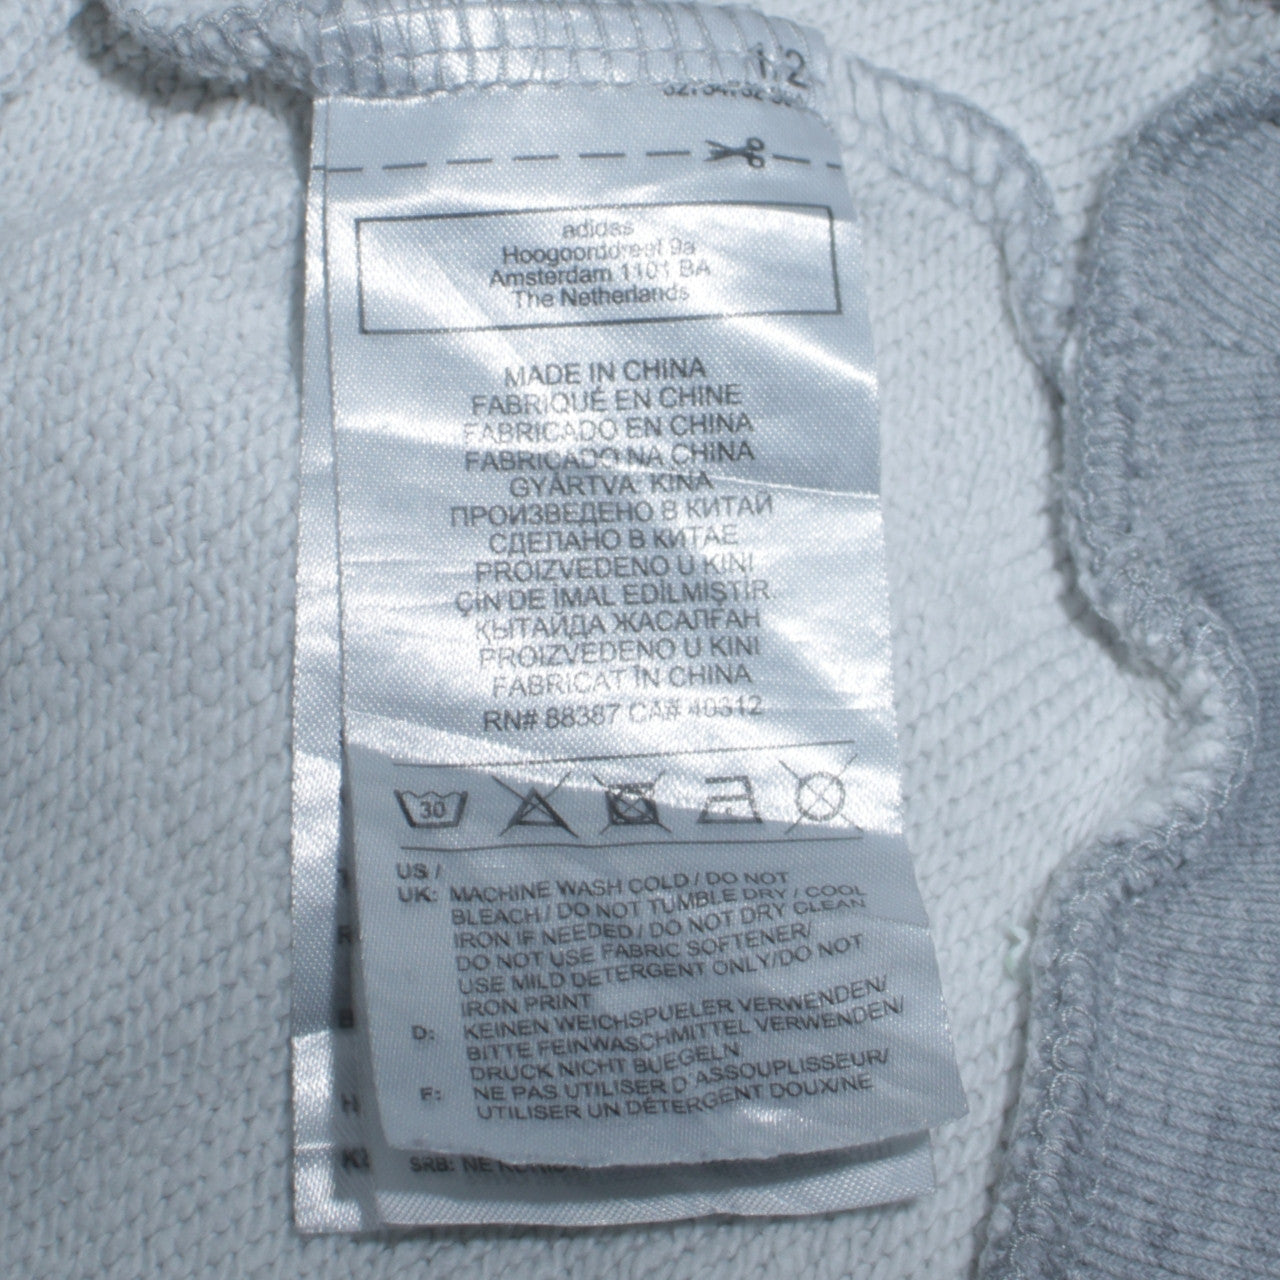 adidas
Hoogoorddreef 9a
Amsterdam 1101 BA
The Netherlands
MADE IN CHINA
FABRIQUÉ EN CHINE
FABRICADO EN CHINA
FABRICADO NA CHINA
GYÁRTVA: KÍNA
ПРОИЗВЕДЕНО В КИТАЙ
СДЕЛАНО В КИТАЕ
PROIZVEDENO U KINI
ÇİN'DE İMAL EDİLMİŞTİR.
ҚЫТАЙДА ЖАСАЛҒАН
PROIZVEDENO U KINI
FABRICAT ÎN CHINA
RN# 88387 CA# 40312
30
US /
UK: MACHINE WASH COLD / DO NOT
BLEACH / DO NOT TUMBLE DRY / COOL
IRON IF NEEDED / DO NOT DRY CLEAN
DO NOT USE FABRIC SOFTENER/
USE MILD DETERGENT ONLY/DO NOT
IRON PRINT
D: KEINEN WEICHSPUELER VERWENDEN/
BITTE FEINWASCHMITTEL VERWENDEN/
DRUCK NICHT BUEGELN
F: NE PAS UTILISER D'ASSOUPLISSEUR/
UTILISER UN DÉTERGENT DOUX/NE
SRB: NE